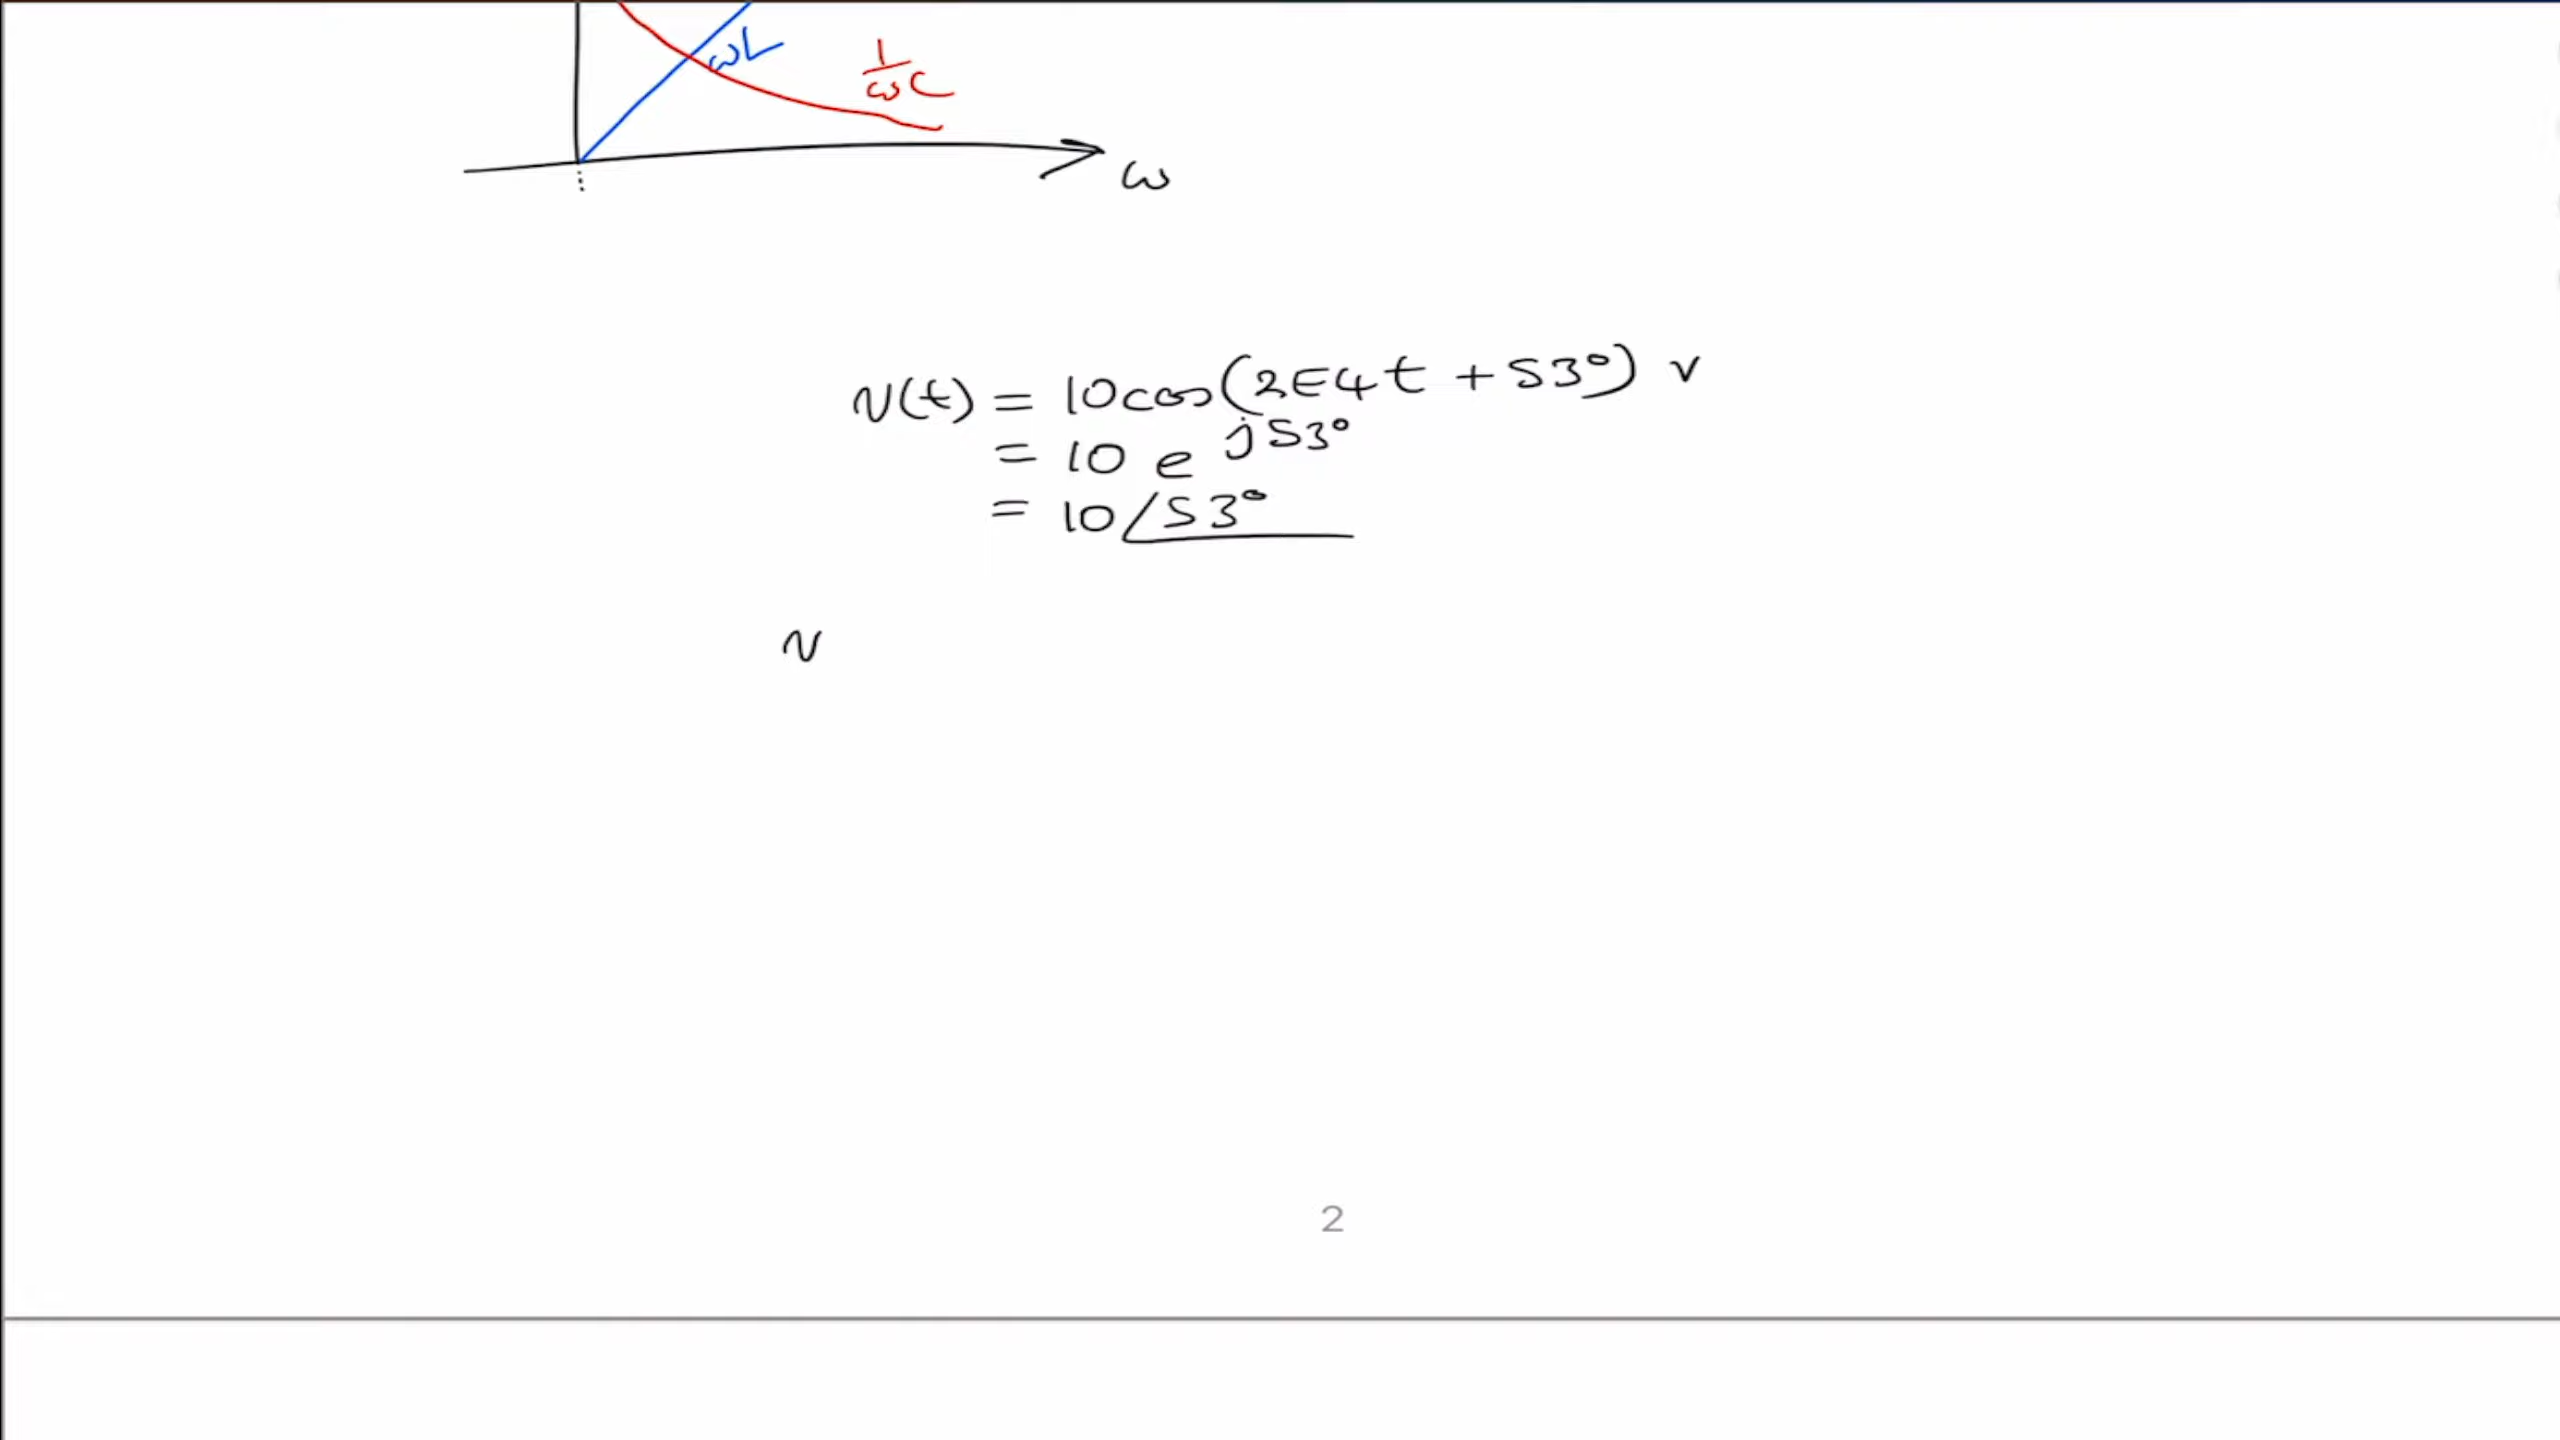 ωL
1/ωC
ω
v(t) = 10cos(2E4t + 53°) v
= 10 e^j53°
= 10∠53°
v
2